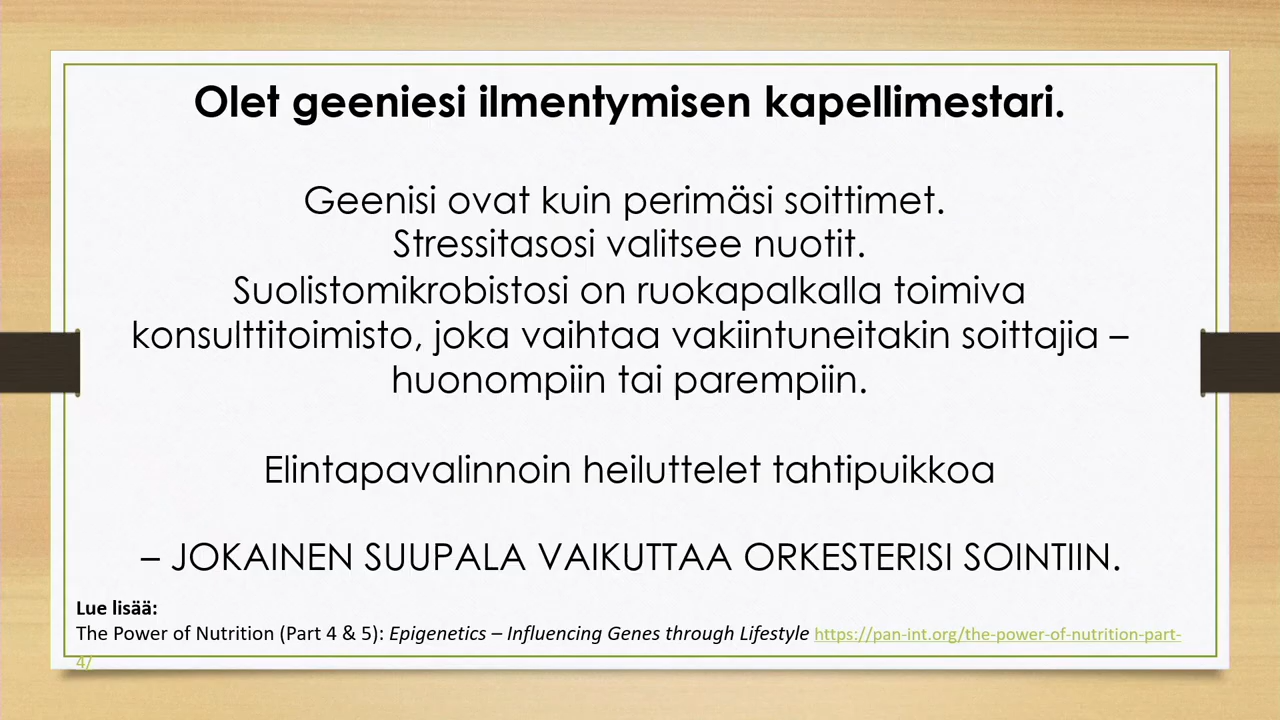 Olet geeniesi ilmentymisen kapellimestari.
Geenisi ovat kuin perimäsi soittimet.
Stressitasosi valitsee nuotit.
Suolistomikrobistosi on ruokapalkalla toimiva
konsulttitoimisto, joka vaihtaa vakiintuneitakin soittajia –
huonompiin tai parempiin.
Elintapavalinnoin heiluttelet tahtipuikkoa
– JOKAINEN SUUPALA VAIKUTTAA ORKESTERISI SOINTIIN.
Lue lisää:
The Power of Nutrition (Part 4 & 5): Epigenetics – Influencing Genes through Lifestyle https://pan-int.org/the-power-of-nutrition-part-
4/